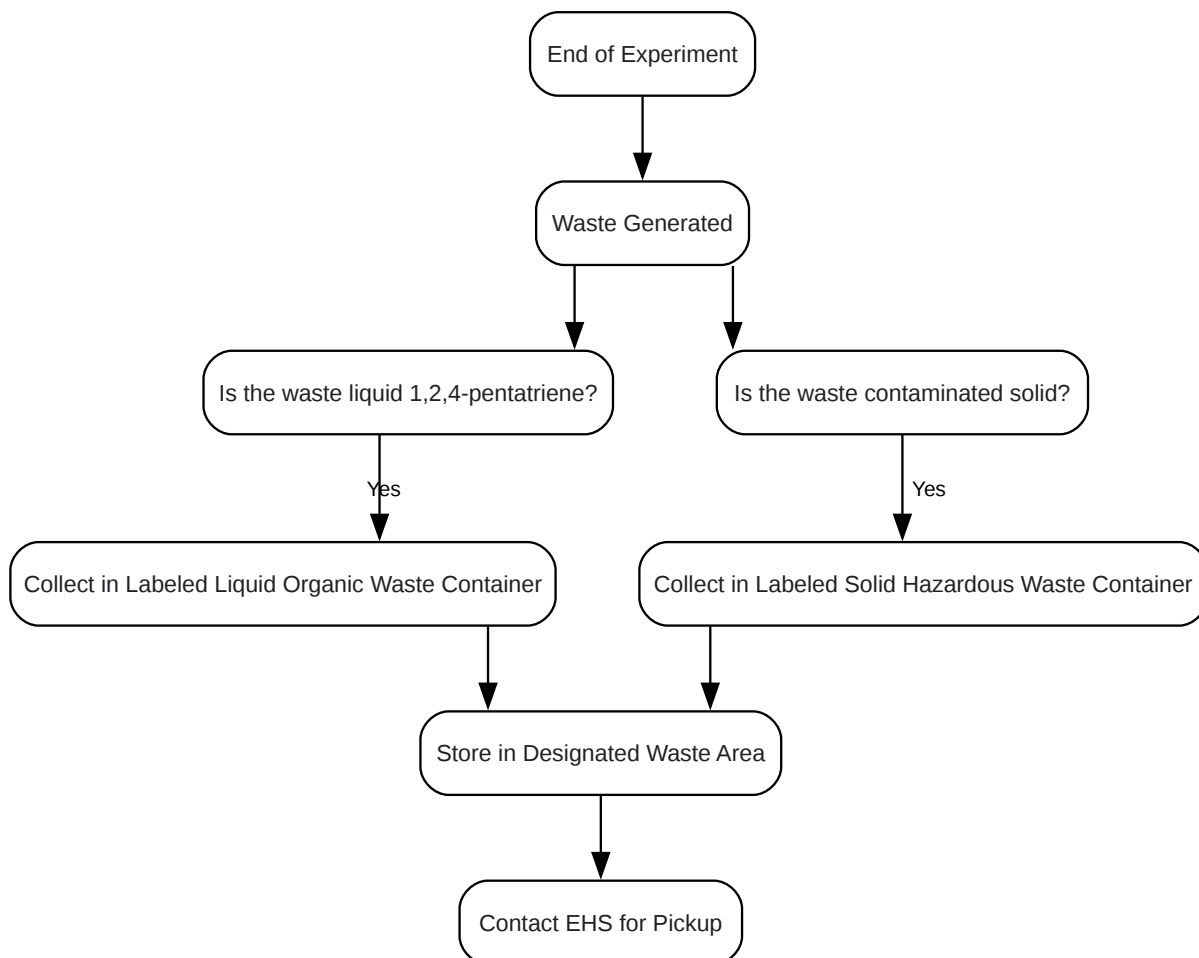 End of Experiment
Waste Generated
Is the waste liquid 1,2,4-pentatriene?
Is the waste contaminated solid?
Yes
Yes
Collect in Labeled Liquid Organic Waste Container
Collect in Labeled Solid Hazardous Waste Container
Store in Designated Waste Area
Contact EHS for Pickup